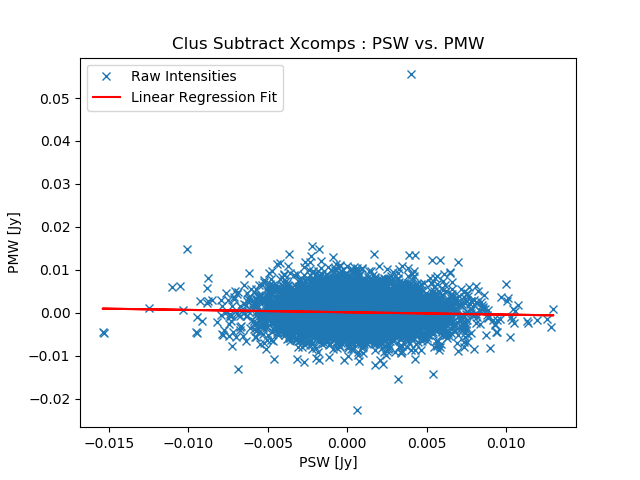 Clus Subtract Xcomps : PSW vs. PMW
Raw Intensities
Linear Regression Fit
PMW [Jy]
0.05
0.04
0.03
0.02
0.01
0.00
−0.01
−0.02
−0.015
−0.010
−0.005
0.000
0.005
0.010
PSW [Jy]